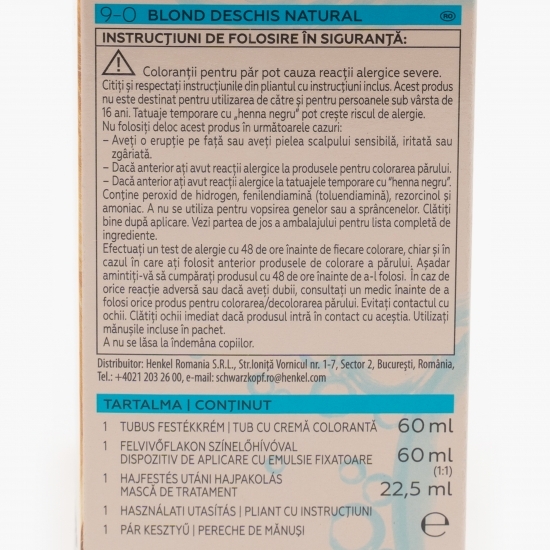 9-0 BLOND DESCHIS NATURAL RO
INSTRUCȚIUNI DE FOLOSIRE ÎN SIGURANȚĂ:
Coloranții pentru păr pot cauza reacții alergice severe.
Citiți și respectați instrucțiunile din pliantul cu instrucțiuni inclus. Acest produs
nu este destinat pentru utilizarea de către și pentru persoanele sub vârsta de
16 ani. Tatuaje temporare cu „henna negru” pot crește riscul de alergie.
Nu folosiți deloc acest produs în următoarele cazuri:
– Aveți o erupție pe față sau aveți pielea scalpului sensibilă, iritată sau
zgâriată.
– Dacă anterior ați avut reacții alergice la produsele pentru colorarea părului.
– Dacă anterior ați avut reacții alergice la tatuajele temporare cu “henna negru”.
Conține peroxid de hidrogen, fenilendiamină (toluendiamină), rezorcinol și
amoniac. A nu se utiliza pentru vopsirea genelor sau a sprâncenelor. Clătiți
bine după aplicare. Vezi partea de jos a ambalajului pentru lista completă de
ingrediente.
Efectuați un test de alergie cu 48 de ore înainte de fiecare colorare, chiar și în
cazul în care ați folosit anterior produsele de colorare a părului. Așadar
amintiți-vă să cumpărați produsul cu 48 de ore înainte de a-l folosi. În caz de
orice reacție adversă sau dacă aveți dubii, consultați un medic înainte de a
folosi orice produs pentru colorarea/decolorarea părului. Evitați contactul cu
ochii. Clătiți ochii imediat dacă produsul intră în contact cu aceștia. Utilizați
mănușile incluse în pachet.
A nu se lăsa la îndemâna copiilor.
Distribuitor: Henkel Romania S.R.L., Str.Ioniță Vornicul nr. 1-7, Sector 2, București, România,
Tel.: +4021 203 26 00, e-mail: schwarzkopf.ro@henkel.com
TARTALMA | CONȚINUT
1 TUBUS FESTÉKKRÉM | TUB CU CREMĂ COLORANTĂ 60 ml
1 FELVIVŐFLAKON SZÍNELŐHÍVÓVAL
DISPOZITIV DE APLICARE CU EMULSIE FIXATOARE 60 ml
(1:1)
1 HAJFESTÉS UTÁNI HAJPAKOLÁS
MASCĂ DE TRATAMENT 22,5 ml
1 HASZNÁLATI UTASÍTÁS | PLIANT CU INSTRUCȚIUNI
1 PÁR KESZTYŰ | PERECHE DE MĂNUȘI ℮